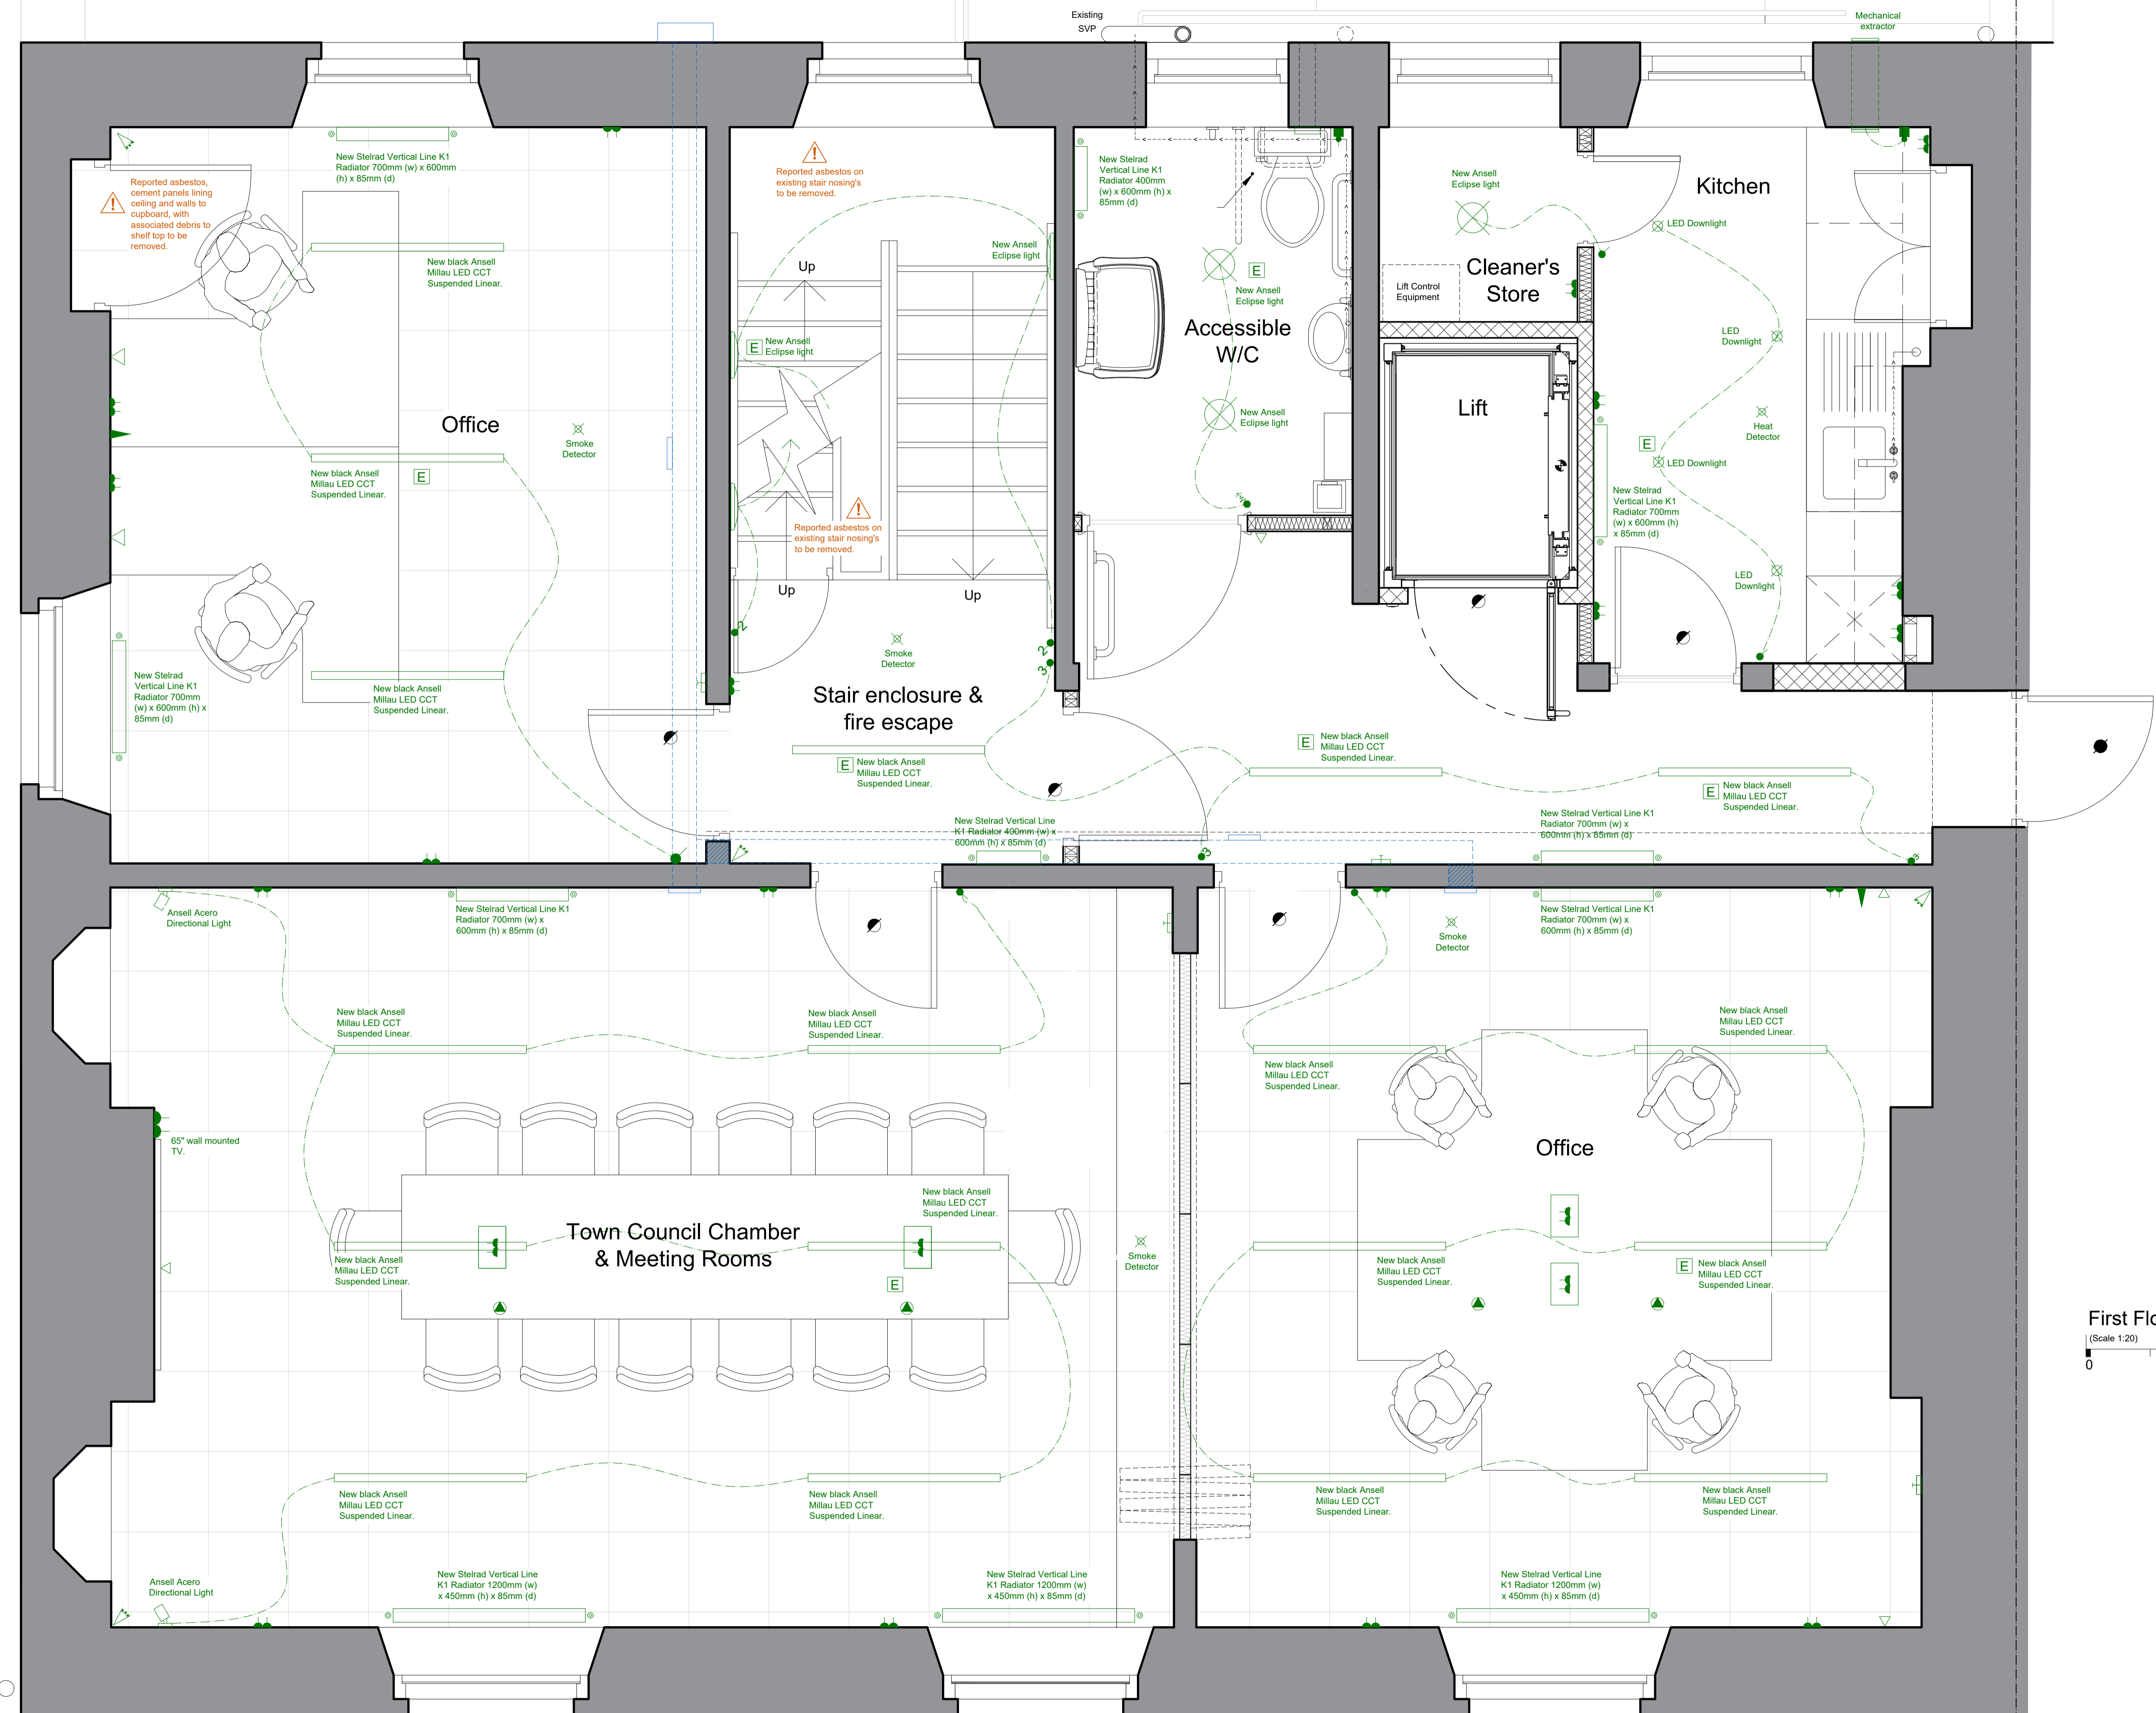 Existing
SVP
Mechanical
extractor
New Stelrad Vertical Line K1
Radiator 700mm (w) x 600mm
(h) x 85mm (d)
Reported asbestos,
cement panels lining
ceiling and walls to
cupboard, with
associated debris to
shelf top to be
removed.
New black Ansell
Millau LED CCT
Suspended Linear.
Office
Smoke
Detector
New black Ansell
Millau LED CCT
Suspended Linear.
E
New Stelrad
Vertical Line K1
Radiator 700mm
(w) x 600mm (h) x
85mm (d)
New black Ansell
Millau LED CCT
Suspended Linear.
Reported asbestos on
existing stair nosing's
to be removed.
Up
New Ansell
Eclipse light
E
New Ansell
Eclipse light
Reported asbestos on
existing stair nosing's
to be removed.
Up
Up
2
2
3
Smoke
Detector
Stair enclosure &
fire escape
E
New black Ansell
Millau LED CCT
Suspended Linear.
New Stelrad
Vertical Line K1
Radiator 400mm
(w) x 600mm (h) x
85mm (d)
E
New Ansell
Eclipse light
Accessible
W/C
New Ansell
Eclipse light
New Ansell
Eclipse light
Cleaner's
Store
Lift Control
Equipment
Lift
Kitchen
LED Downlight
LED
Downlight
Heat
Detector
E
LED Downlight
New Stelrad
Vertical Line K1
Radiator 700mm
(w) x 600mm (h)
x 85mm (d)
LED
Downlight
E
New black Ansell
Millau LED CCT
Suspended Linear.
E
New black Ansell
Millau LED CCT
Suspended Linear.
New Stelrad Vertical Line
K1 Radiator 400mm (w) x
600mm (h) x 85mm (d)
3
New Stelrad Vertical Line K1
Radiator 700mm (w) x
600mm (h) x 85mm (d)
Ansell Acero
Directional Light
New Stelrad Vertical Line K1
Radiator 700mm (w) x
600mm (h) x 85mm (d)
New black Ansell
Millau LED CCT
Suspended Linear.
New black Ansell
Millau LED CCT
Suspended Linear.
65" wall mounted
TV.
New black Ansell
Millau LED CCT
Suspended Linear.
Town Council Chamber
& Meeting Rooms
New black Ansell
Millau LED CCT
Suspended Linear.
E
Smoke
Detector
New black Ansell
Millau LED CCT
Suspended Linear.
New black Ansell
Millau LED CCT
Suspended Linear.
Ansell Acero
Directional Light
New Stelrad Vertical Line
K1 Radiator 1200mm (w)
x 450mm (h) x 85mm (d)
New Stelrad Vertical Line
K1 Radiator 1200mm (w)
x 450mm (h) x 85mm (d)
Smoke
Detector
New Stelrad Vertical Line K1
Radiator 700mm (w) x
600mm (h) x 85mm (d)
New black Ansell
Millau LED CCT
Suspended Linear.
New black Ansell
Millau LED CCT
Suspended Linear.
Office
New black Ansell
Millau LED CCT
Suspended Linear.
E
New black Ansell
Millau LED CCT
Suspended Linear.
New black Ansell
Millau LED CCT
Suspended Linear.
New black Ansell
Millau LED CCT
Suspended Linear.
New Stelrad Vertical Line
K1 Radiator 1200mm (w)
x 450mm (h) x 85mm (d)
First Flo
(Scale 1:20)
0